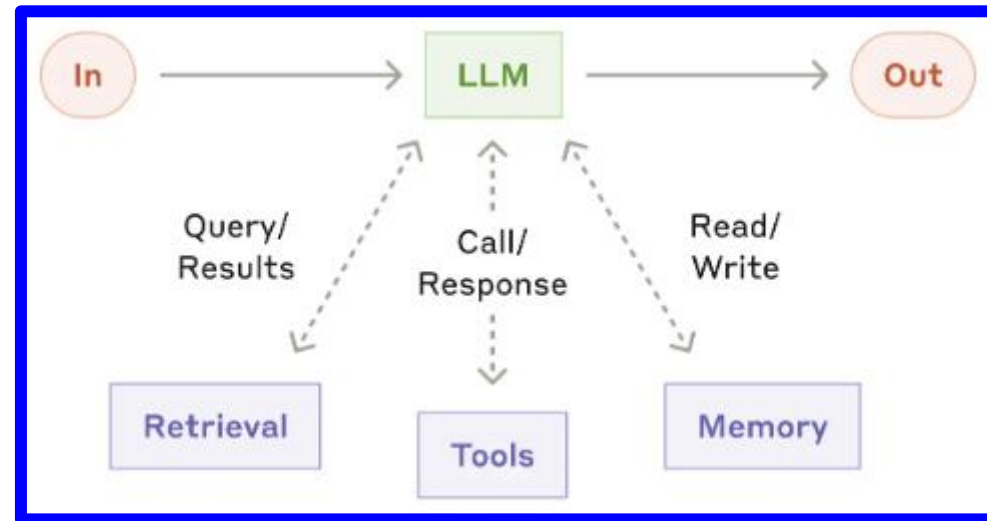 In
LLM
Out
Query/
Results
Call/
Response
Read/
Write
Retrieval
Tools
Memory